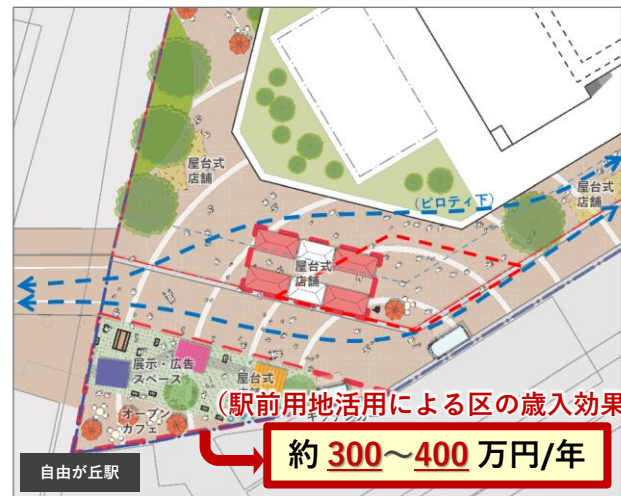 屋台式
店舗
(ピロティ下)
屋台式
店舗
屋台式
店舗
展示・広告
スペース
屋台式
オープン
カフェ
(駅前用地活用による区の歳入効果
約 300～400 万円/年
自由が丘駅